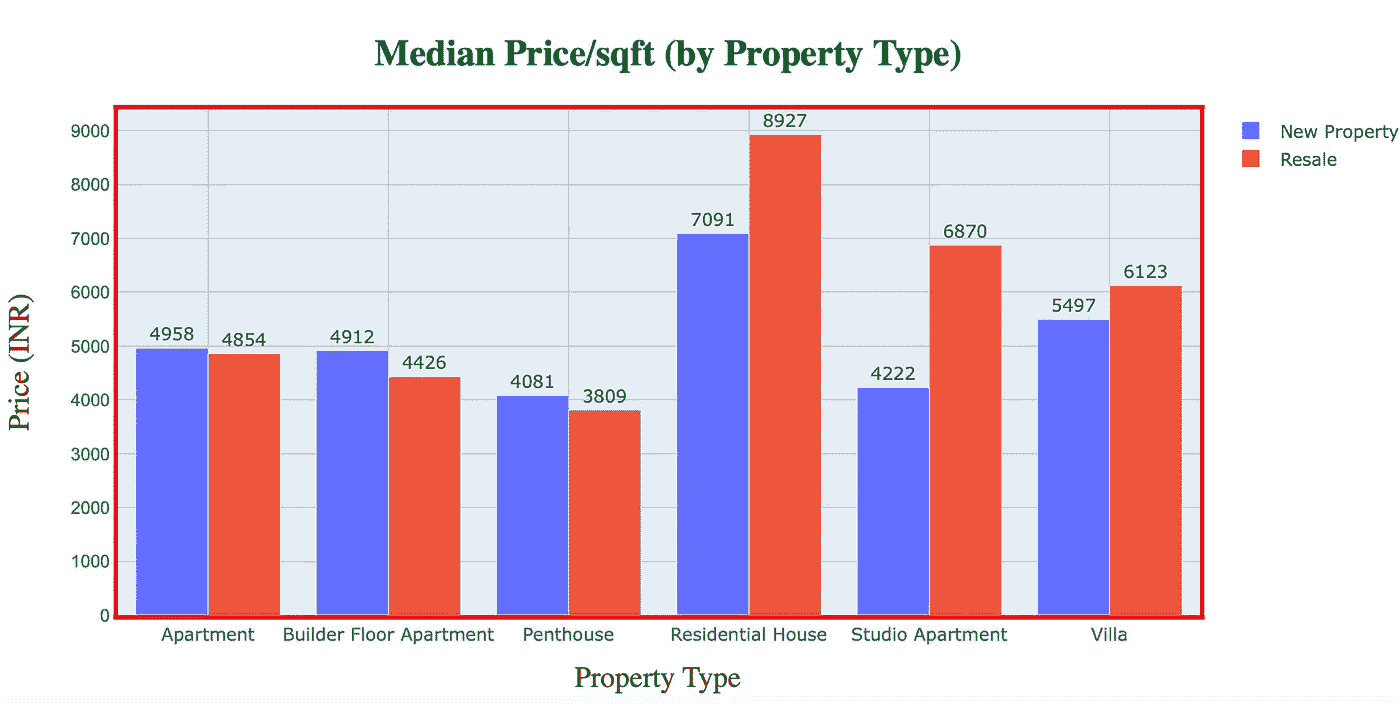 Median Price/sqft (by Property Type)
New Property
Resale
Price (INR)
9000
8000
7000
6000
5000
4000
3000
2000
1000
0
4958
4854
4912
4426
4081
3809
7091
8927
4222
6870
5497
6123
Apartment
Builder Floor Apartment
Penthouse
Residential House
Studio Apartment
Villa
Property Type